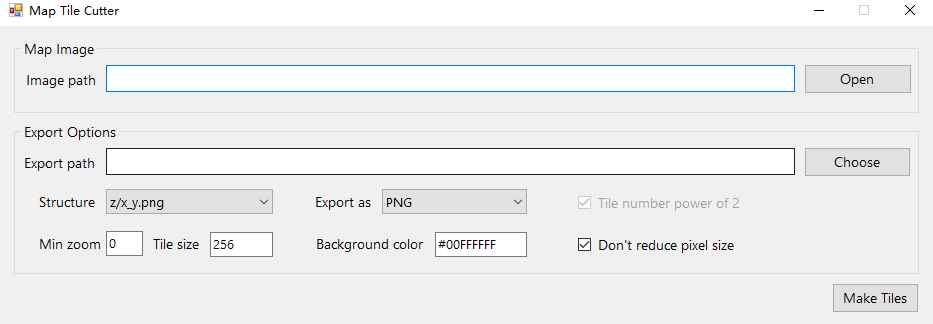 Map Tile Cutter
Map Image
Image path
Open
Export Options
Export path
Choose
Structure z/x_y.png Export as PNG Tile number power of 2
Min zoom 0 Tile size 256 Background color #00FFFFFF Don't reduce pixel size
Make Tiles